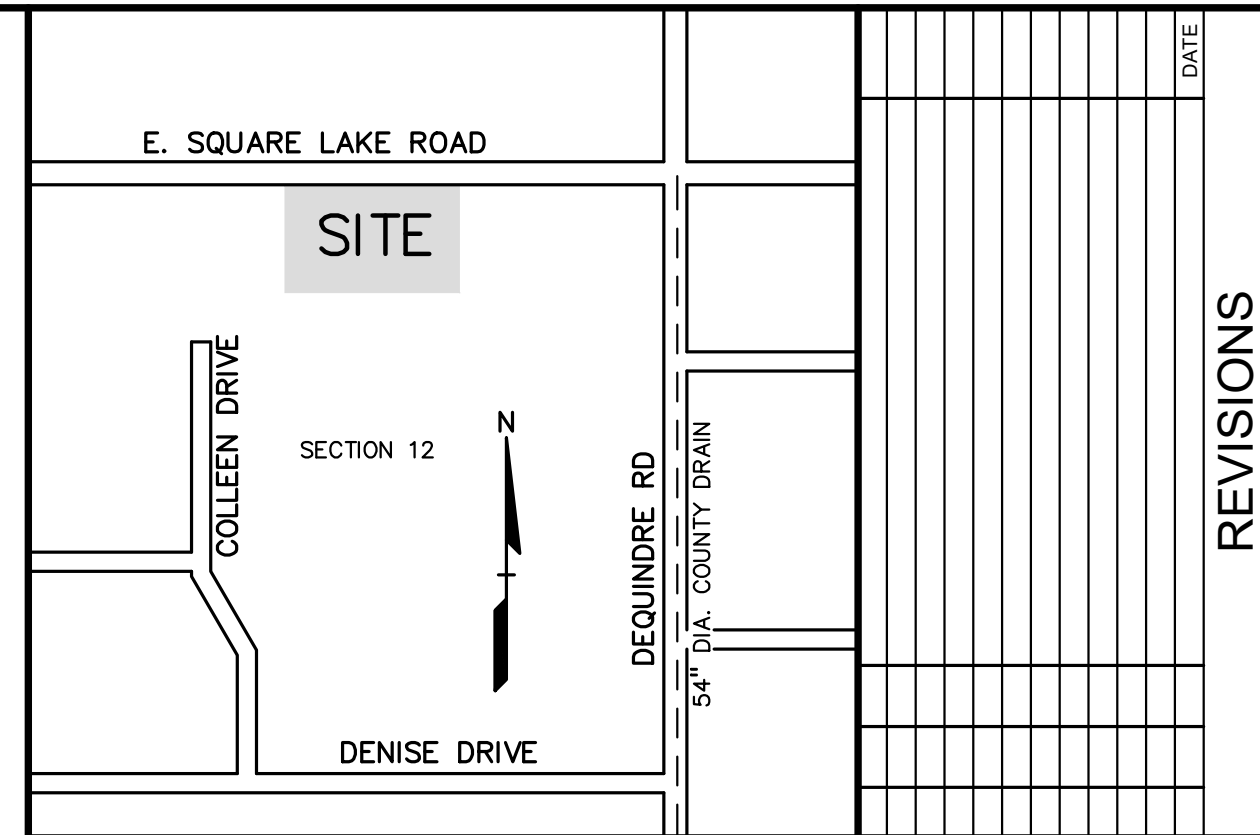 E. SQUARE LAKE ROAD
SITE
COLLEEN DRIVE
SECTION 12
N
DEQUINDRE RD
54" DIA. COUNTY DRAIN
DENISE DRIVE
DATE
REVISIONS